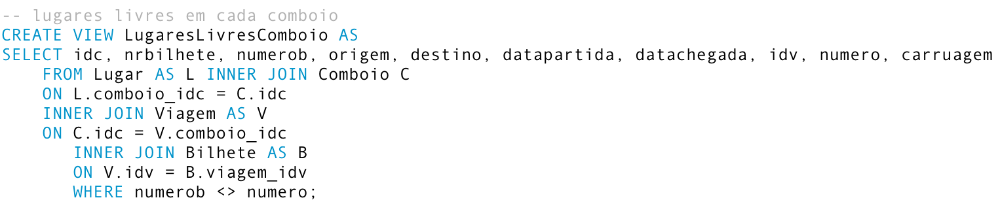 -- lugares livres em cada comboio
CREATE VIEW LugaresLivresComboio AS
SELECT idc, nrbilhete, numerob, origem, destino, datapartida, datachegada, idv, numero, carruagem
    FROM Lugar AS L INNER JOIN Comboio C
    ON L.comboio_idc = C.idc
    INNER JOIN Viagem AS V
    ON C.idc = V.comboio_idc
       INNER JOIN Bilhete AS B
       ON V.idv = B.viagem_idv
       WHERE numerob <> numero;